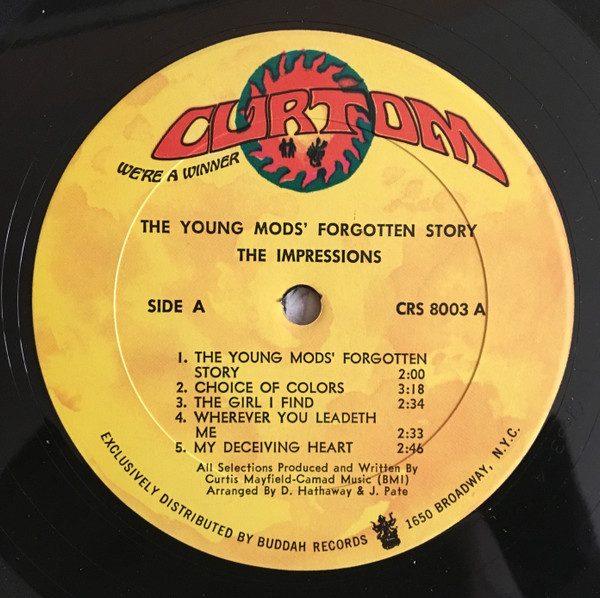 CURTOM
WE'RE A WINNER
THE YOUNG MODS' FORGOTTEN STORY
THE IMPRESSIONS
SIDE A
CRS 8003 A
1. THE YOUNG MODS' FORGOTTEN
STORY 2:00
2. CHOICE OF COLORS 3:18
3. THE GIRL I FIND 2:34
4. WHEREVER YOU LEADETH
ME 2:33
5. MY DECEIVING HEART 2:46
All Selections Produced and Written By
Curtis Mayfield-Camad Music (BMI)
Arranged By D. Hathaway & J. Pate
EXCLUSIVELY DISTRIBUTED BY BUDDAH RECORDS 1650 BROADWAY, N.Y.C.